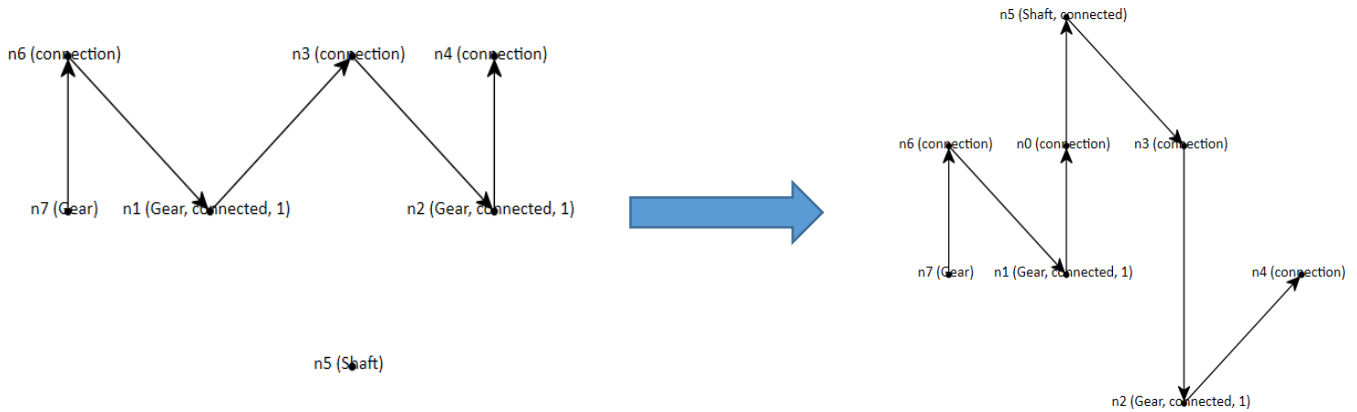 n6 (connection)
n3 (connection)
n4 (connection)
n7 (Gear)
n1 (Gear, connected, 1)
n2 (Gear, connected, 1)
n5 (Shaft)
n5 (Shaft, connected)
n6 (connection)
n0 (connection)
n3 (connection)
n7 (Gear)
n1 (Gear, connected, 1)
n4 (connection)
n2 (Gear, connected, 1)